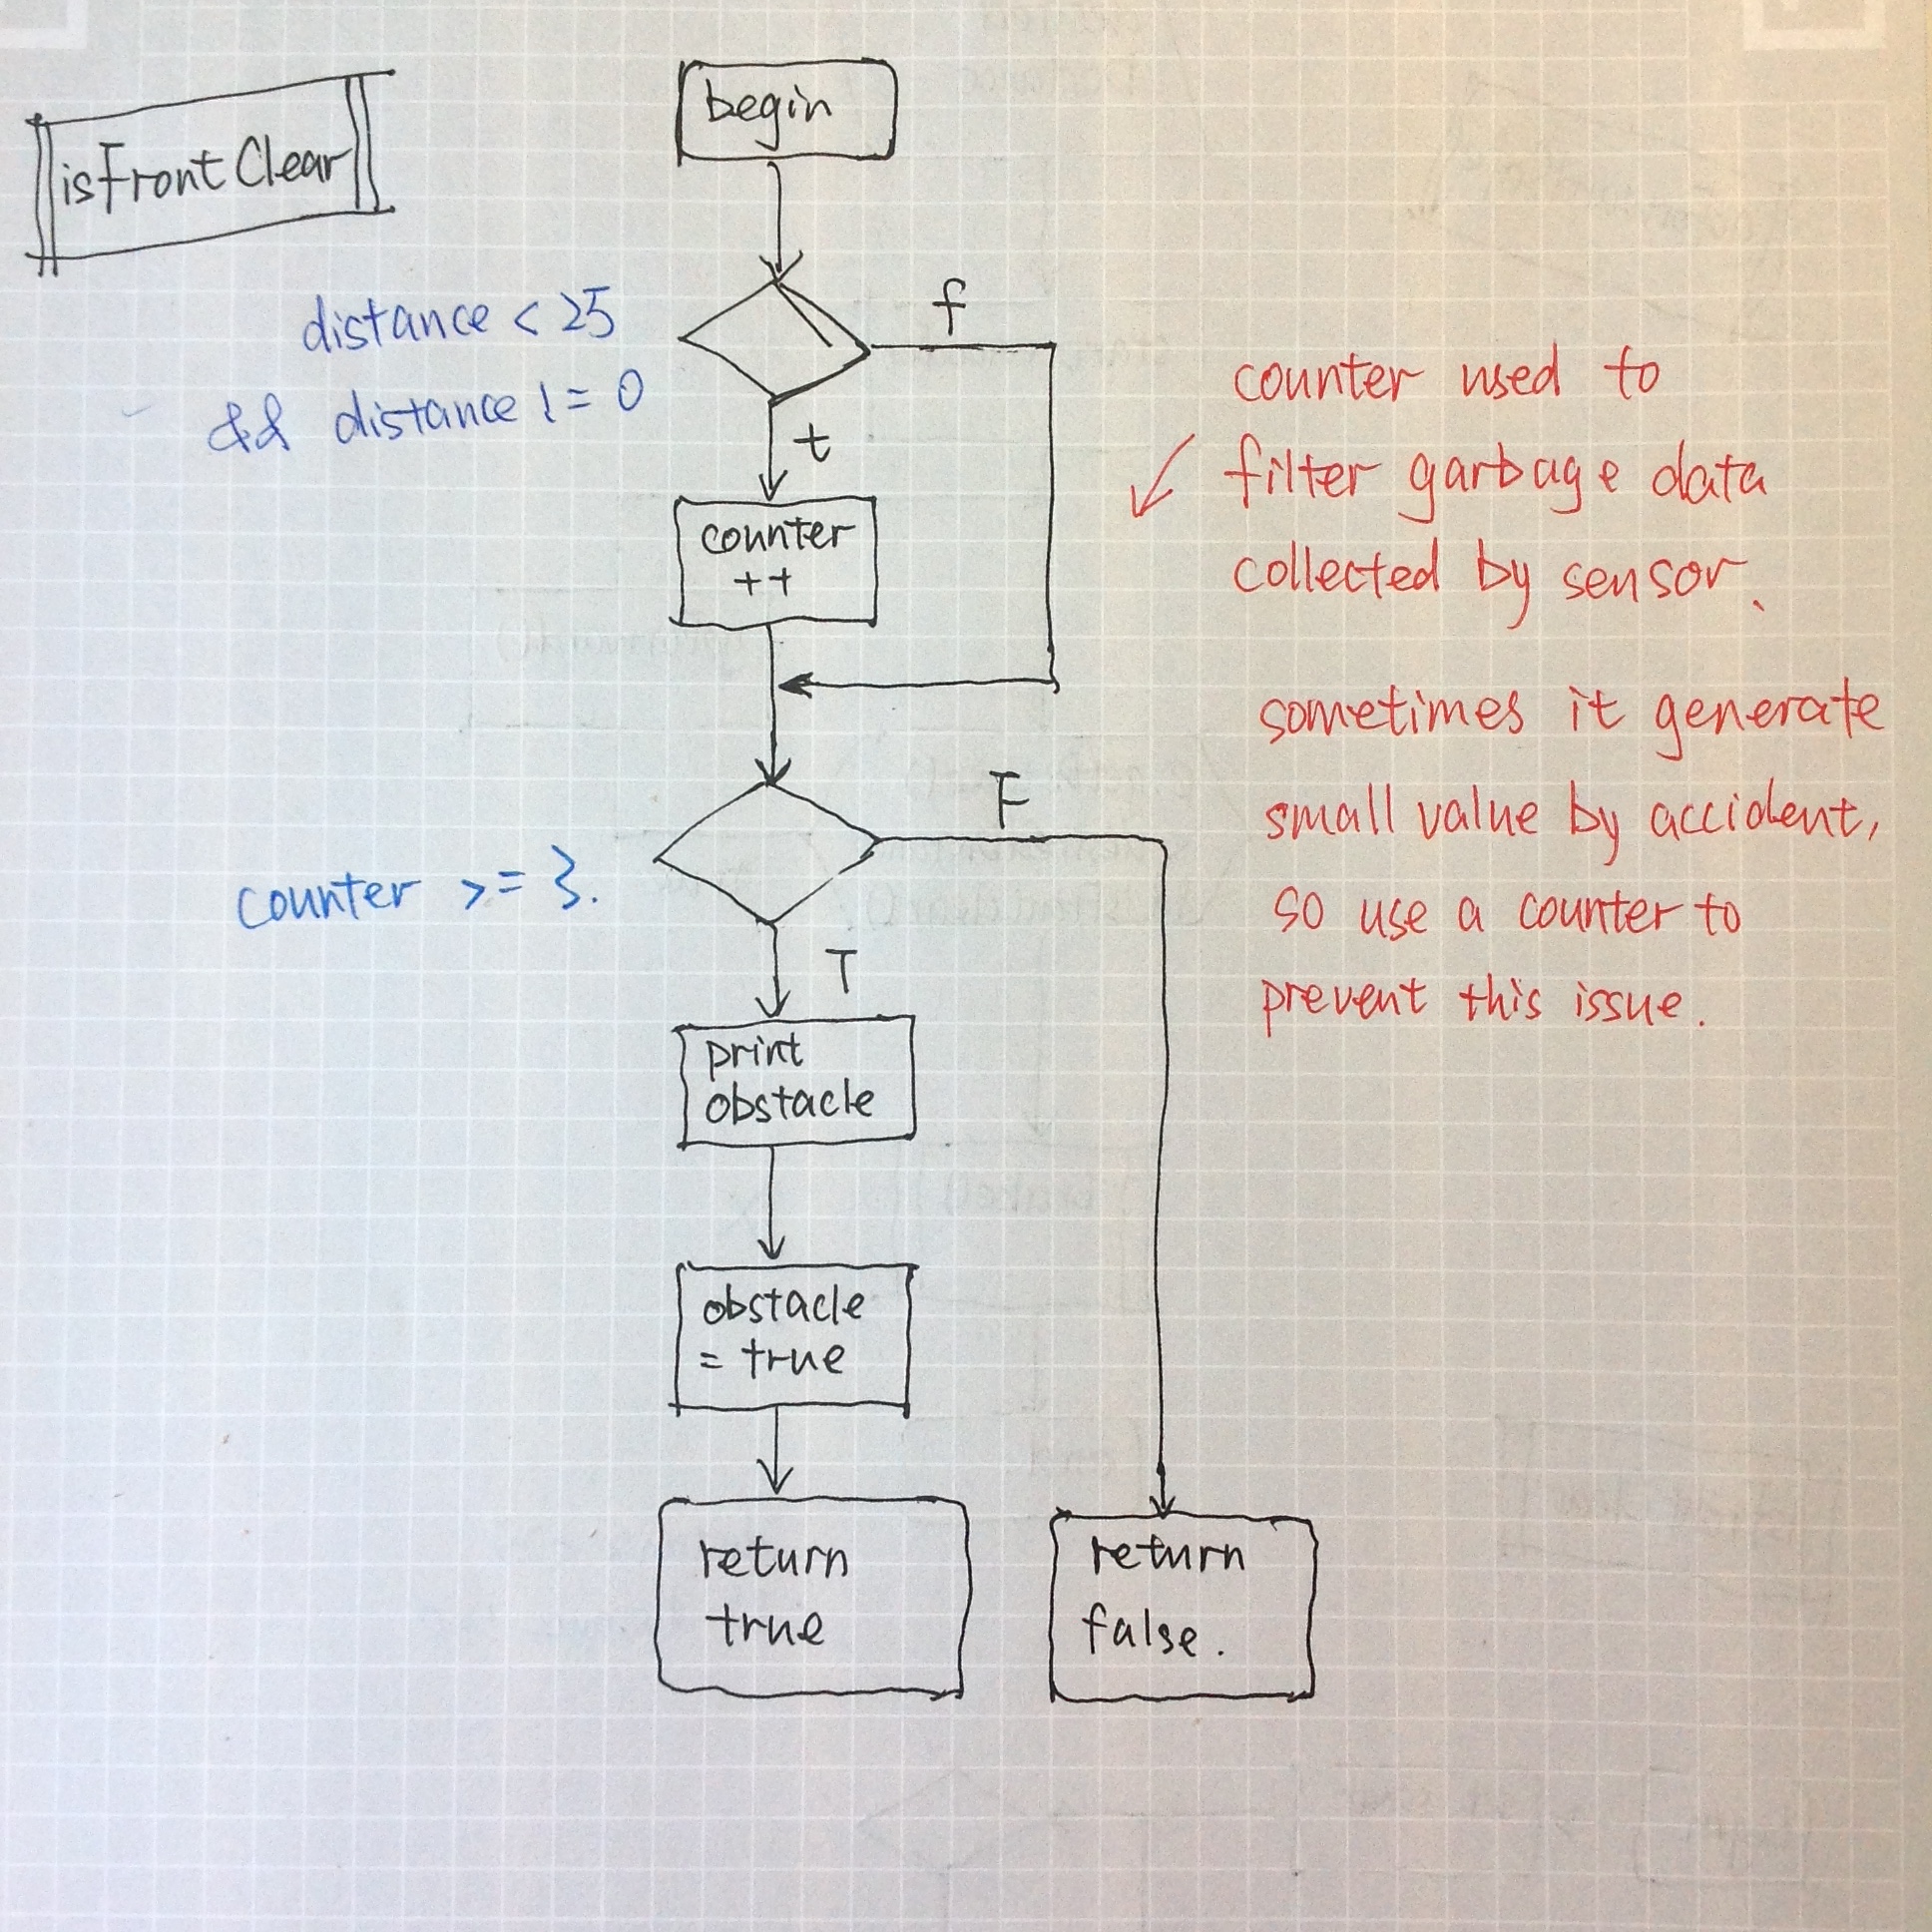 isFrontClear
begin
distance < 25
&& distance != 0
f
t
counter
++
counter used to
filter garbage data
collected by sensor.
sometimes it generate
small value by accident,
so use a counter to
prevent this issue.
counter >= 3.
F
T
print
obstacle
obstacle
= true
return
true
return
false.